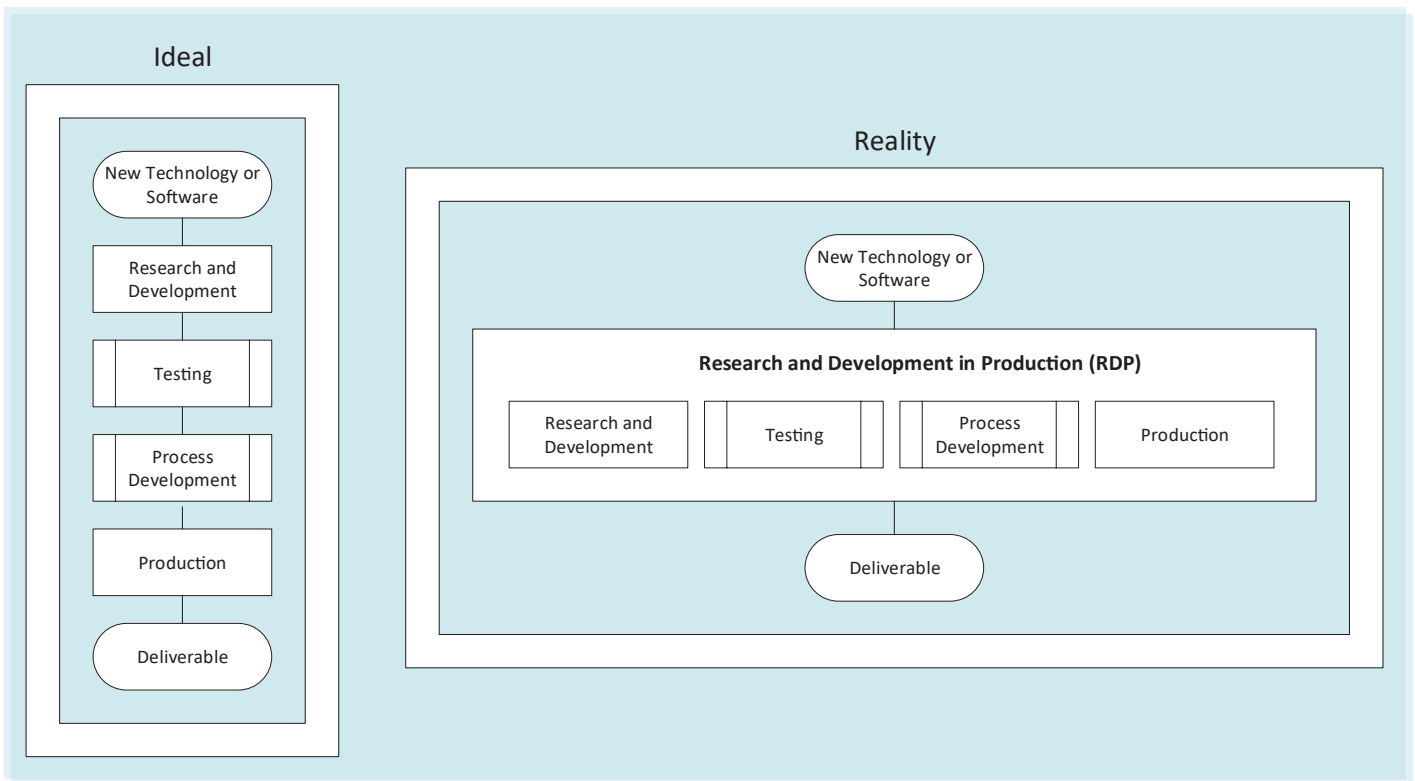 Ideal
New Technology or
Software
Research and
Development
Testing
Process
Development
Production
Deliverable
Reality
New Technology or
Software
Research and Development in Production (RDP)
Research and
Development
Testing
Process
Development
Production
Deliverable